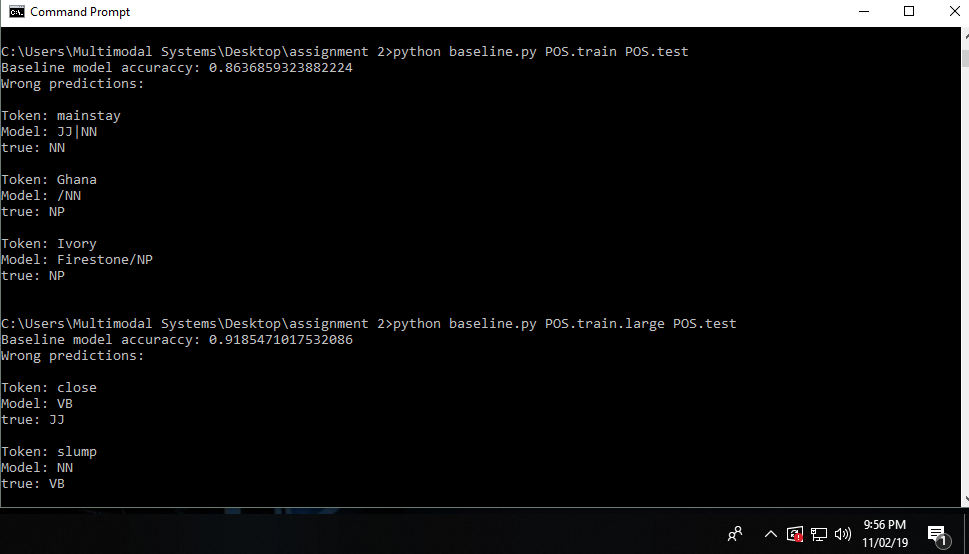 Command Prompt
C:\Users\Multimodal Systems\Desktop\assignment 2>python baseline.py POS.train POS.test
Baseline model accuraccy: 0.8636859323882224
Wrong predictions:
Token: mainstay
Model: JJ|NN
true: NN
Token: Ghana
Model: /NN
true: NP
Token: Ivory
Model: Firestone/NP
true: NP
C:\Users\Multimodal Systems\Desktop\assignment 2>python baseline.py POS.train.large POS.test
Baseline model accuraccy: 0.9185471017532086
Wrong predictions:
Token: close
Model: VB
true: JJ
Token: slump
Model: NN
true: VB
9:56 PM
11/02/19
1